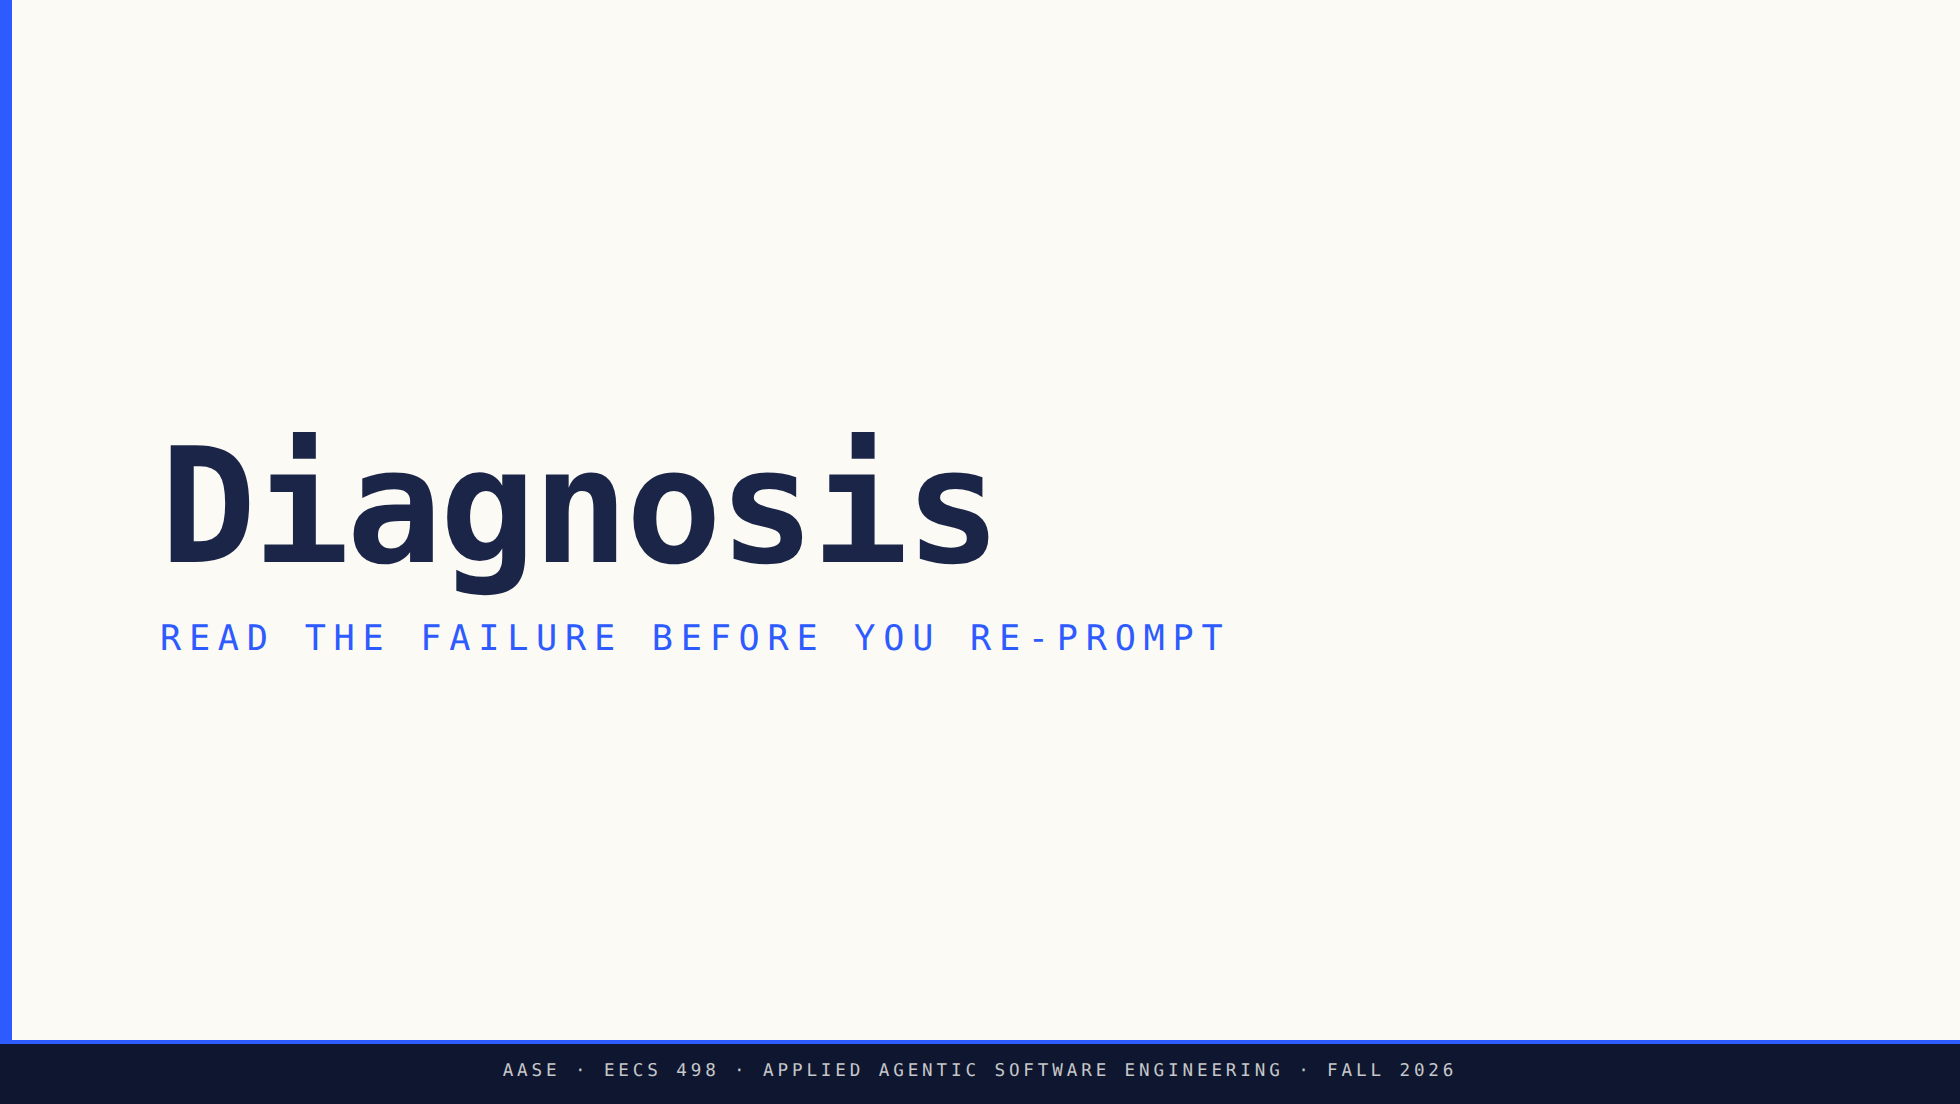 Diagnosis
READ THE FAILURE BEFORE YOU RE-PROMPT
AASE · EECS 498 · APPLIED AGENTIC SOFTWARE ENGINEERING · FALL 2026